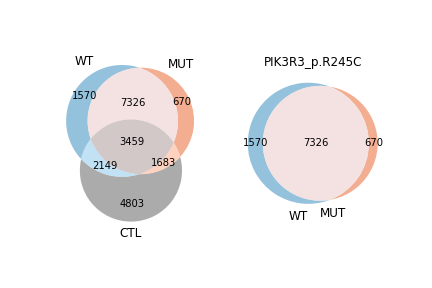 WT
MUT
1570
7326
670
3459
2149
1683
4803
CTL
PIK3R3_p.R245C
1570
7326
670
WT
MUT